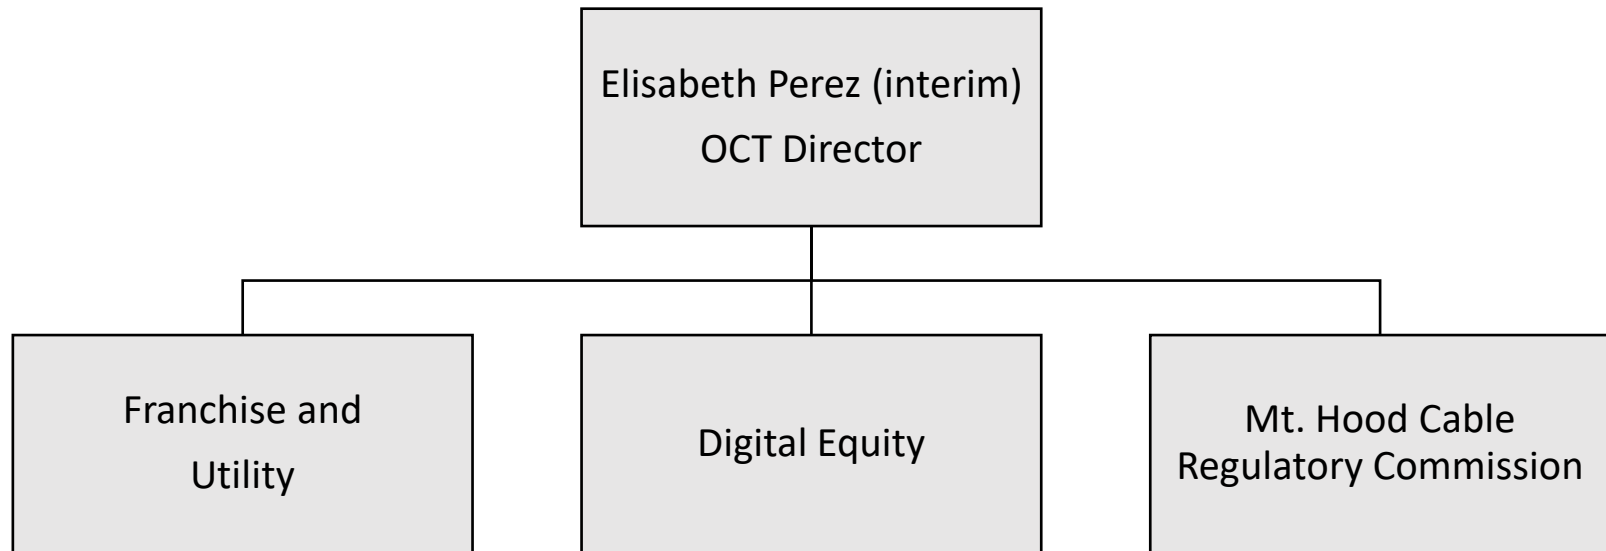 Elisabeth Perez (interim)
OCT Director
Franchise and
Utility
Digital Equity
Mt. Hood Cable
Regulatory Commission